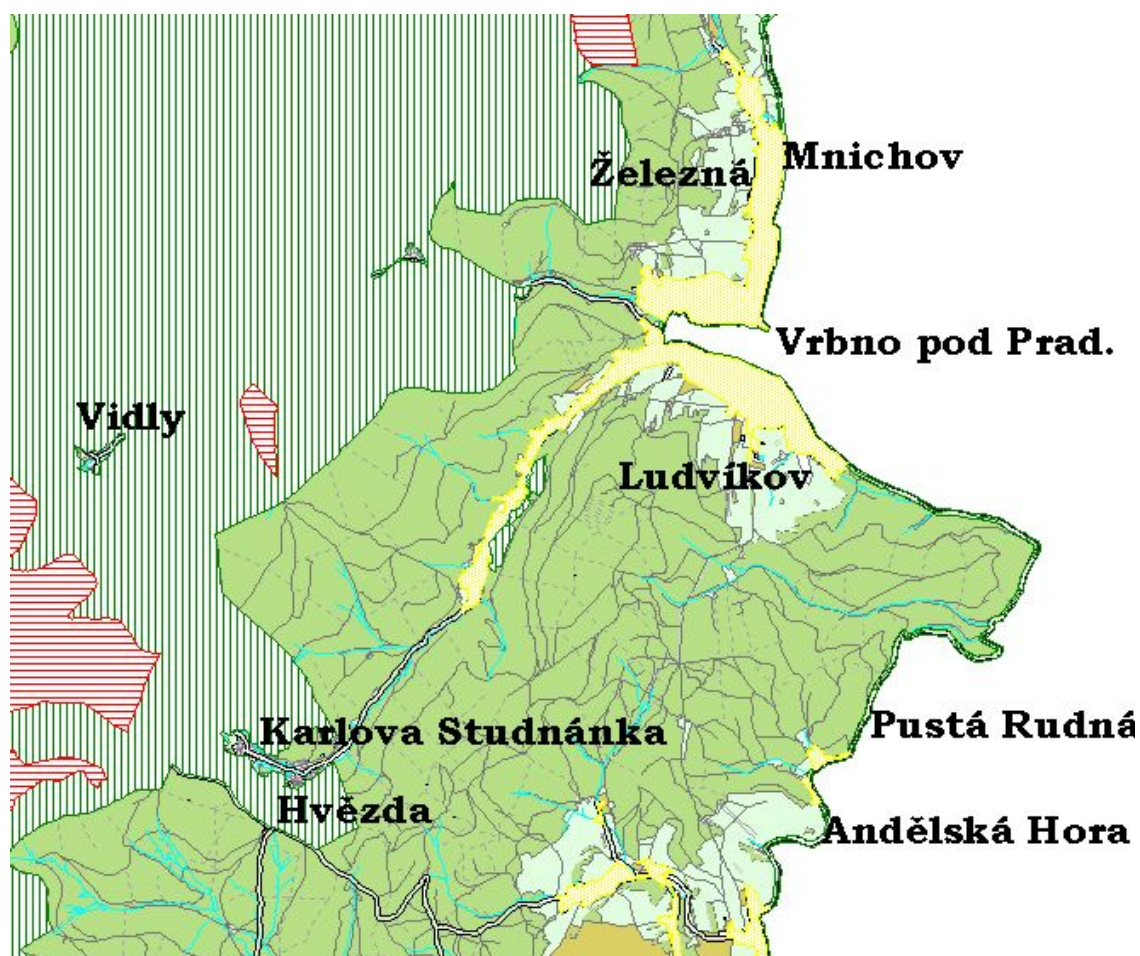 Mnichov
Železná
Vrbno pod Prad.
Vidly
Ludvíkov
Pustá Rudná
Karlova Studnánka
Hvězda
Andělská Hora